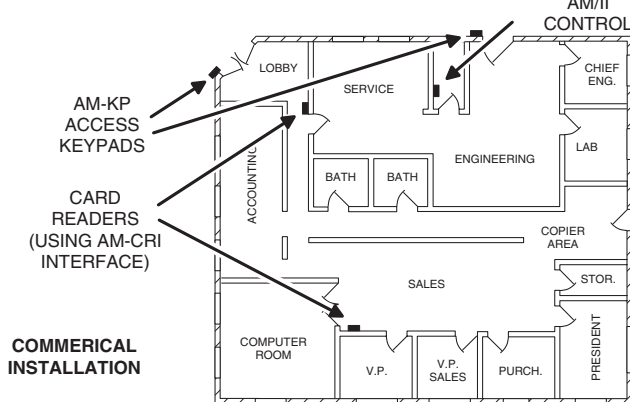 AM/II
CONTROL
LOBBY
SERVICE
CHIEF
ENG.
AM-KP
ACCESS
KEYPADS
ACCOUNTING
BATH
BATH
ENGINEERING
LAB
CARD
READERS
(USING AM-CRI
INTERFACE)
COPIER
AREA
SALES
STOR.
COMMERICAL
INSTALLATION
COMPUTER
ROOM
V.P.
V.P.
SALES
PURCH.
PRESIDENT